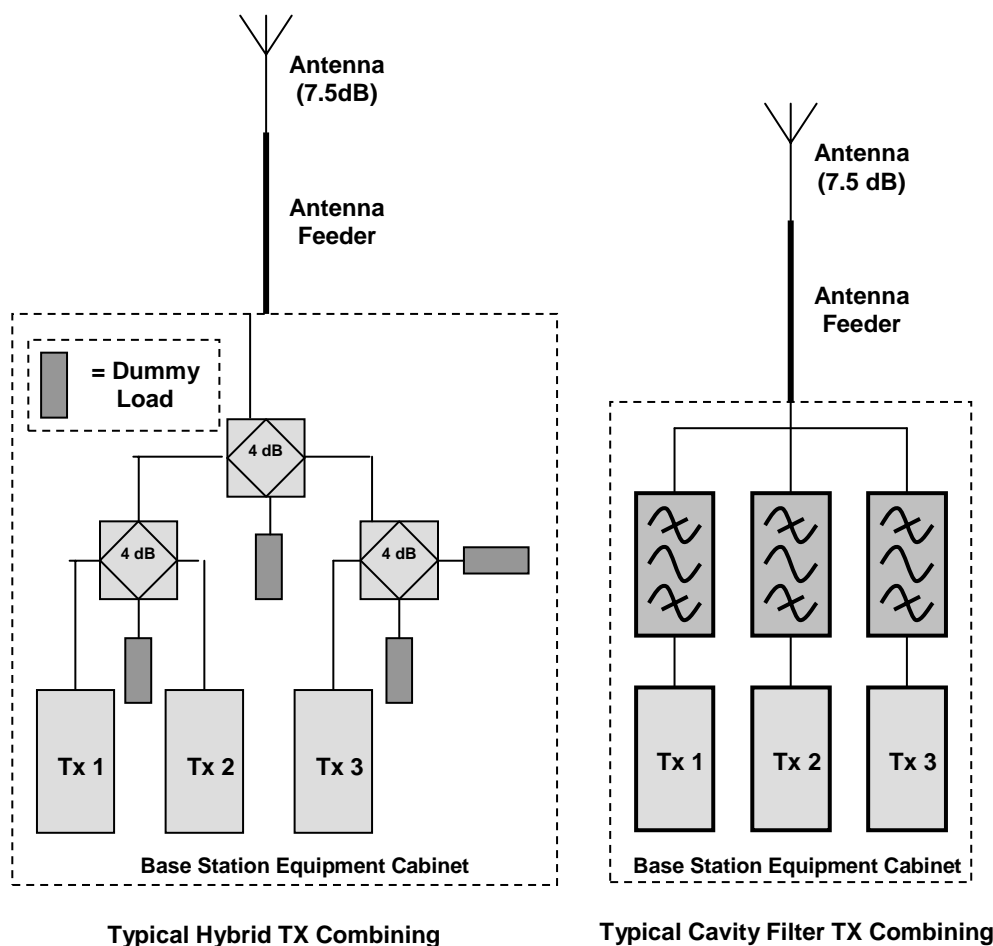 Antenna
(7.5dB)
Antenna
Feeder
= Dummy
Load
4 dB
4 dB
4 dB
Tx 1
Tx 2
Tx 3
Base Station Equipment Cabinet
Typical Hybrid TX Combining
Antenna
(7.5 dB)
Antenna
Feeder
Tx 1
Tx 2
Tx 3
Base Station Equipment Cabinet
Typical Cavity Filter TX Combining